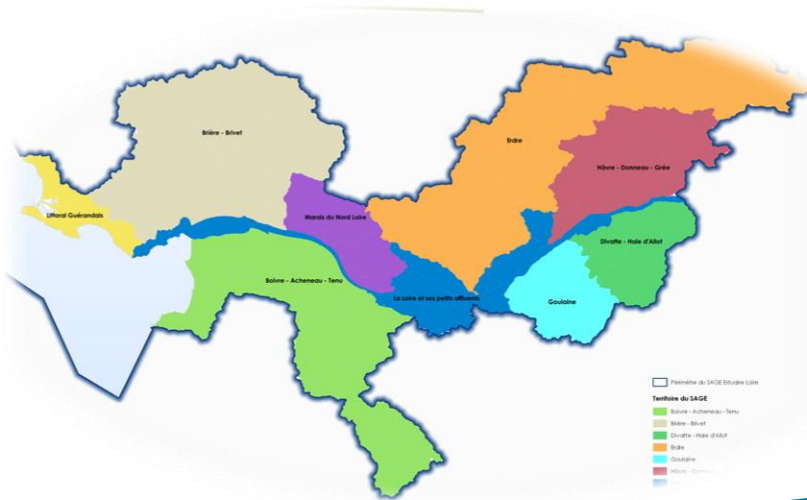 Brière - Brivet
Erdre
Hâvre - Donneau - Grée
Littoral Guérandais
Marais du Nord Loire
Divatte - Haie d'Allot
Boivre - Acheneau - Tenu
La Loire et ses petits affluents
Goulaine
Périmètre du SAGE Estuaire Loire
Territoire du SAGE
Boivre - Acheneau - Tenu
Brière - Brivet
Divatte - Haie d'Allot
Erdre
Goulaine